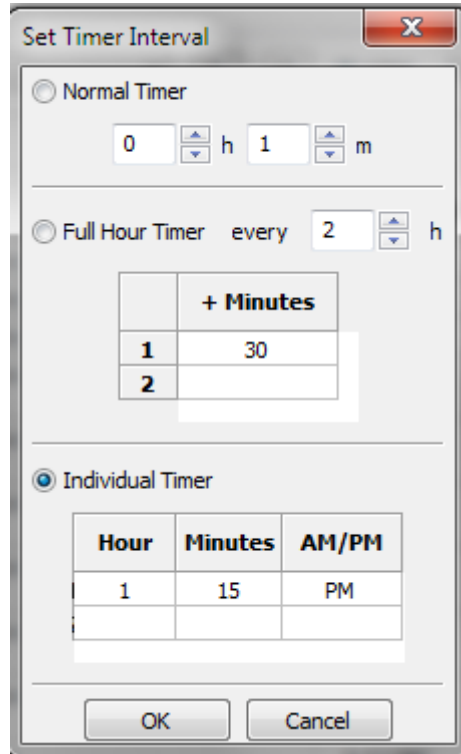 Set Timer Interval
Normal Timer
0 h 1 m
Full Hour Timer every 2 h
+ Minutes
1 30
2
Individual Timer
Hour Minutes AM/PM
1 15 PM
OK Cancel